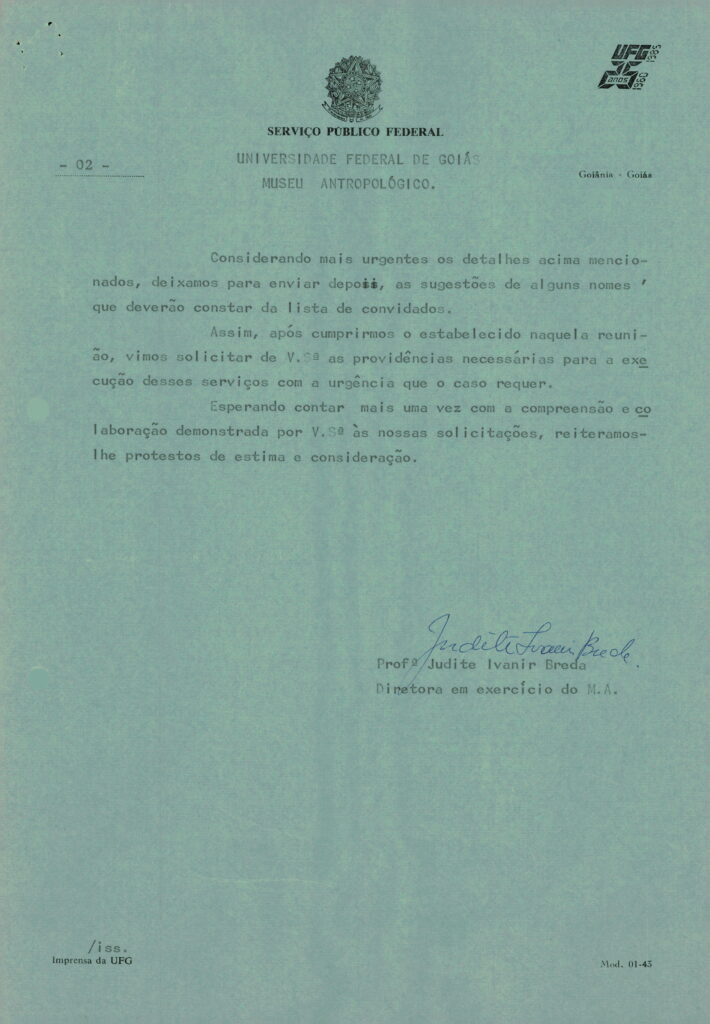 UFG
anos
1960
1985
SERVIÇO PÚBLICO FEDERAL
UNIVERSIDADE FEDERAL DE GOIÁS
- 02 -
MUSEU ANTROPOLÓGICO.
Goiânia - Goiás
Considerando mais urgentes os detalhes acima mencio-
nados, deixamos para enviar depois, as sugestões de alguns nomes '
que deverão constar da lista de convidados.
Assim, após cumprirmos o estabelecido naquela reuni-
ão, vimos solicitar de V.Sª as providências necessárias para a exe
cução desses serviços com a urgência que o caso requer.
Esperando contar mais uma vez com a compreensão e co
laboração demonstrada por V.Sª às nossas solicitações, reiteramos-
lhe protestos de estima e consideração.
Judite Ivanir Breda.
Profª Judite Ivanir Breda
Diretora em exercício do M.A.
/iss.
Imprensa da UFG
Mod. 01-43